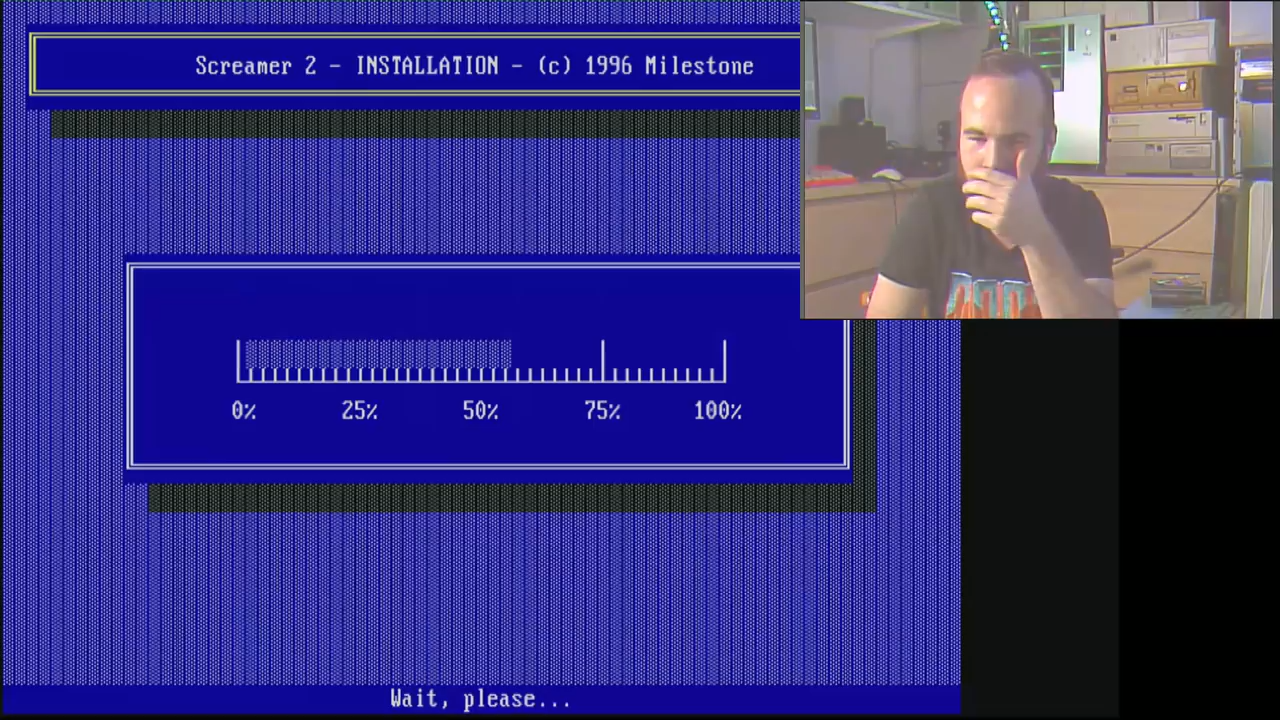 Screamer 2 - INSTALLATION - (c) 1996 Milestone
0% 25% 50% 75% 100%
Wait, please...